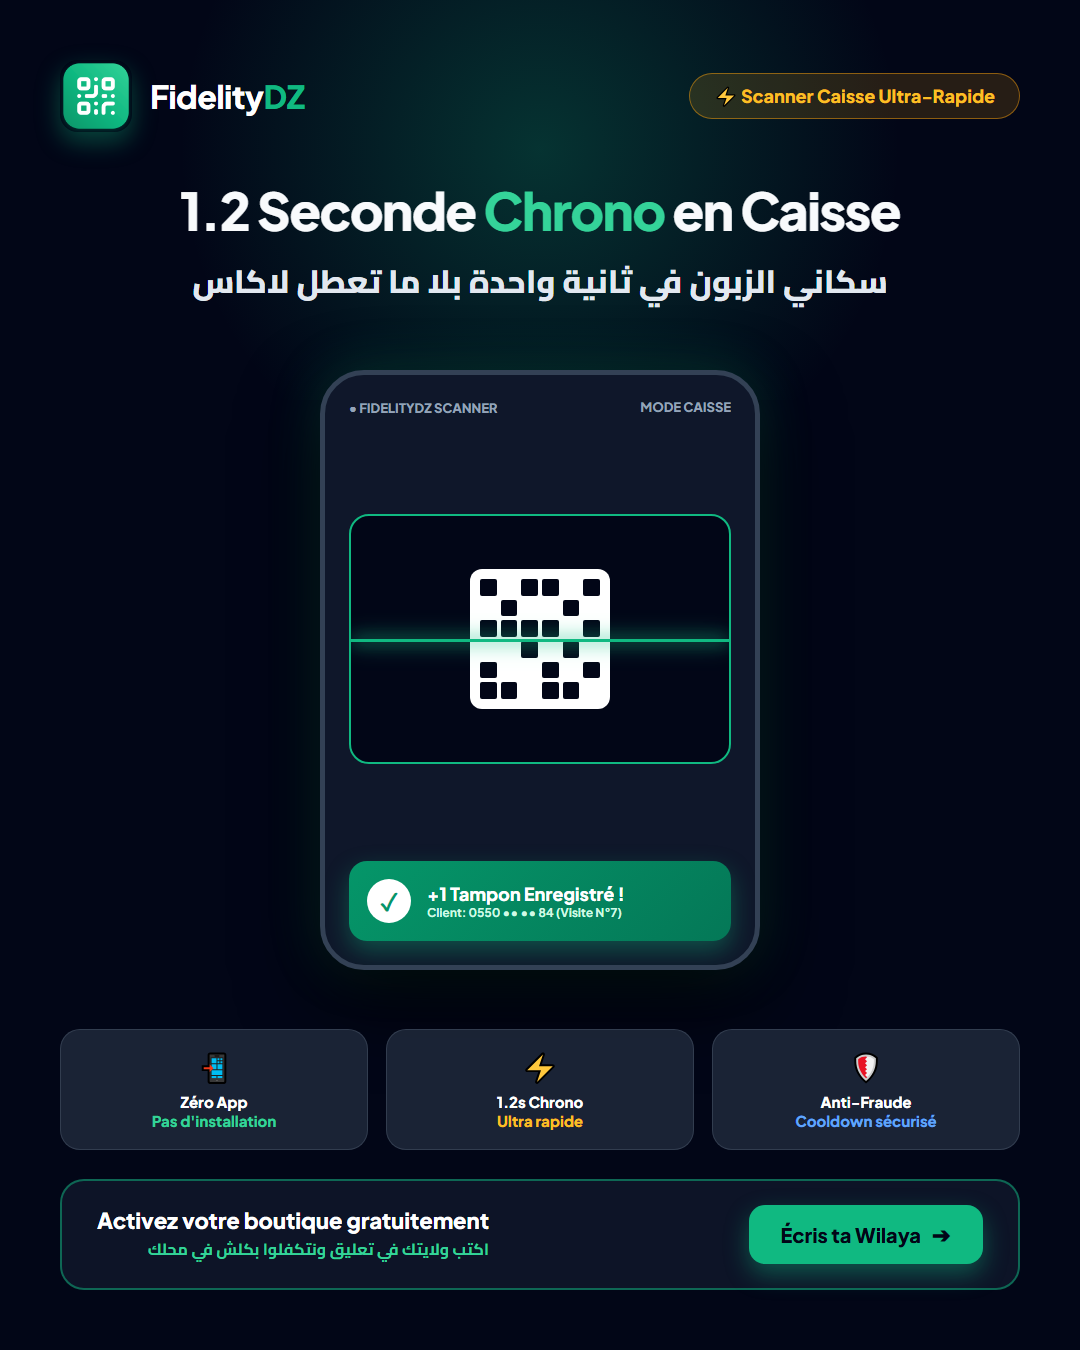 FidelityDZ
⚡ Scanner Caisse Ultra-Rapide
1.2 Seconde Chrono en Caisse
سكاني الزبون في ثانية واحدة بلا ما تعطل لاكاس
● FIDELITYDZ SCANNER
MODE CAISSE
✓ +1 Tampon Enregistré !
Client: 0550 •• •• 84 (Visite N°7)
Zéro App
Pas d'installation
1.2s Chrono
Ultra rapide
Anti-Fraude
Cooldown sécurisé
Activez votre boutique gratuitement
اكتب ولايتك في تعليق ونتكفلوا بكلش في محلك
Écris ta Wilaya ➔